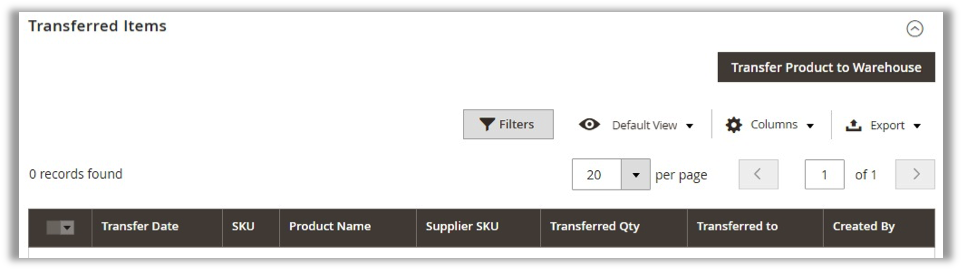 Transferred Items
Transfer Product to Warehouse
Filters Default View Columns Export
0 records found 20 per page 1 of 1
Transfer Date SKU Product Name Supplier SKU Transferred Qty Transferred to Created By